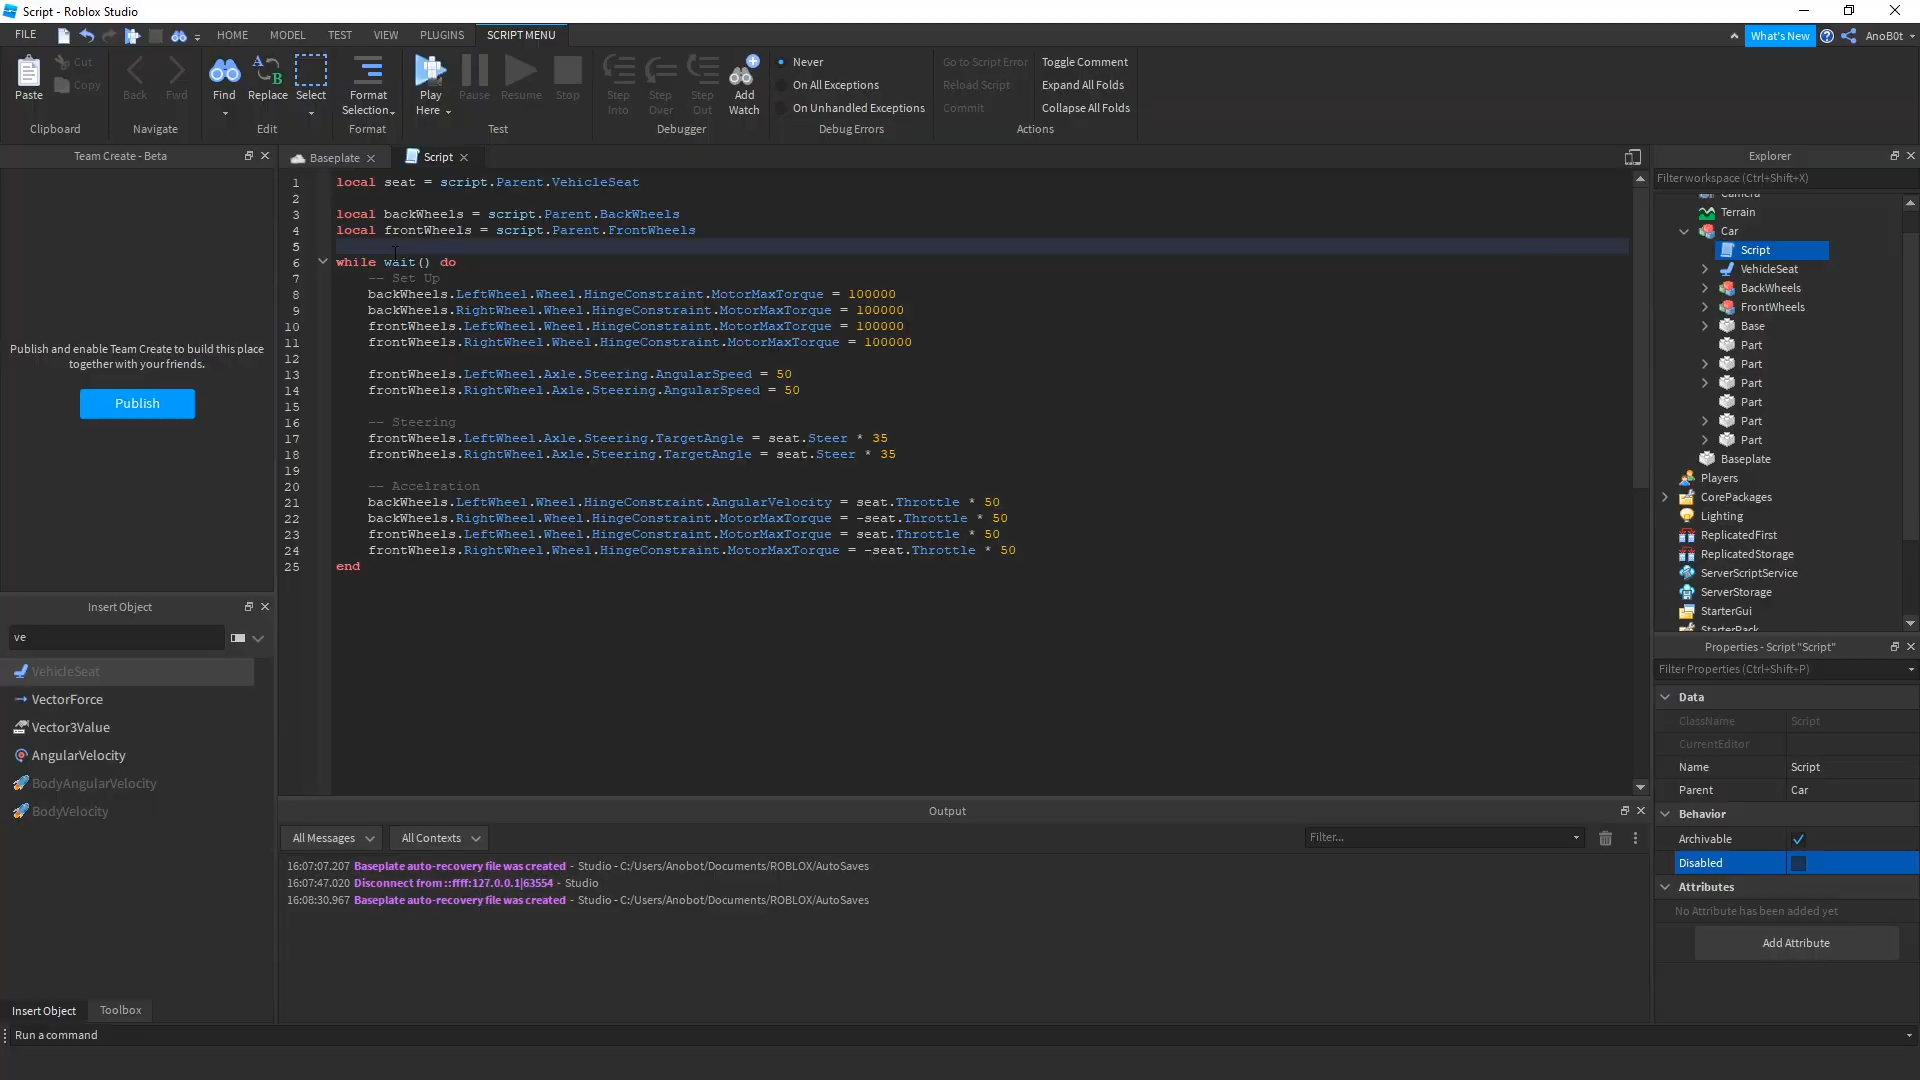 Script - Roblox Studio
FILE HOME MODEL TEST VIEW PLUGINS SCRIPT MENU What's New AnoB0t
Paste Cut Copy Back Fwd Find Replace Select Format Selection Play Here Pause Resume Stop Step Into Step Over Step Out Add Watch
Never
On All Exceptions
On Unhandled Exceptions
Go to Script Error
Reload Script
Commit
Toggle Comment
Expand All Folds
Collapse All Folds
Clipboard Navigate Edit Format Test Debugger Debug Errors Actions
Team Create - Beta
Publish and enable Team Create to build this place
together with your friends.
Publish
Insert Object
ve
VehicleSeat
VectorForce
Vector3Value
AngularVelocity
BodyAngularVelocity
BodyVelocity
Insert Object Toolbox
Baseplate Script
1 local seat = script.Parent.VehicleSeat
2
3 local backWheels = script.Parent.BackWheels
4 local frontWheels = script.Parent.FrontWheels
5
6 while wait() do
7 -- Set Up
8 backWheels.LeftWheel.Wheel.HingeConstraint.MotorMaxTorque = 100000
9 backWheels.RightWheel.Wheel.HingeConstraint.MotorMaxTorque = 100000
10 frontWheels.LeftWheel.Wheel.HingeConstraint.MotorMaxTorque = 100000
11 frontWheels.RightWheel.Wheel.HingeConstraint.MotorMaxTorque = 100000
12
13 frontWheels.LeftWheel.Axle.Steering.AngularSpeed = 50
14 frontWheels.RightWheel.Axle.Steering.AngularSpeed = 50
15
16 -- Steering
17 frontWheels.LeftWheel.Axle.Steering.TargetAngle = seat.Steer * 35
18 frontWheels.RightWheel.Axle.Steering.TargetAngle = seat.Steer * 35
19
20 -- Accelration
21 backWheels.LeftWheel.Wheel.HingeConstraint.AngularVelocity = seat.Throttle * 50
22 backWheels.RightWheel.Wheel.HingeConstraint.MotorMaxTorque = -seat.Throttle * 50
23 frontWheels.LeftWheel.Wheel.HingeConstraint.MotorMaxTorque = seat.Throttle * 50
24 frontWheels.RightWheel.Wheel.HingeConstraint.MotorMaxTorque = -seat.Throttle * 50
25 end
Output
All Messages All Contexts Filter...
16:07:07.207 Baseplate auto-recovery file was created - Studio - C:/Users/Anobot/Documents/ROBLOX/AutoSaves
16:07:47.020 Disconnect from ::ffff:127.0.0.1|63554 - Studio
16:08:30.967 Baseplate auto-recovery file was created - Studio - C:/Users/Anobot/Documents/ROBLOX/AutoSaves
Explorer
Filter workspace (Ctrl+Shift+X)
Camera
Terrain
Car
Script
VehicleSeat
BackWheels
FrontWheels
Base
Part
Part
Part
Part
Part
Part
Baseplate
Players
CorePackages
Lighting
ReplicatedFirst
ReplicatedStorage
ServerScriptService
ServerStorage
StarterGui
StarterPack
Properties - Script "Script"
Filter Properties (Ctrl+Shift+P)
Data
ClassName Script
CurrentEditor
Name Script
Parent Car
Behavior
Archivable
Disabled
Attributes
No Attribute has been added yet
Add Attribute
Run a command